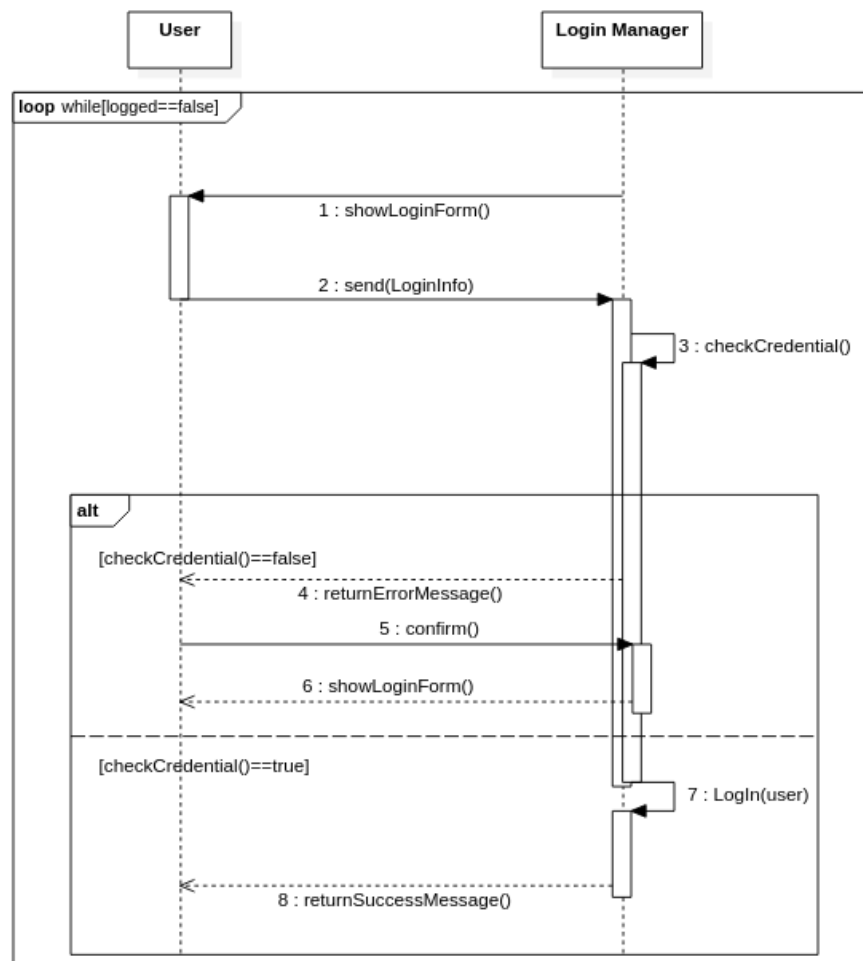 User
Login Manager
loop while[logged==false]
1 : showLoginForm()
2 : send(LoginInfo)
3 : checkCredential()
alt
[checkCredential()==false]
4 : returnErrorMessage()
5 : confirm()
6 : showLoginForm()
[checkCredential()==true]
7 : LogIn(user)
8 : returnSuccessMessage()